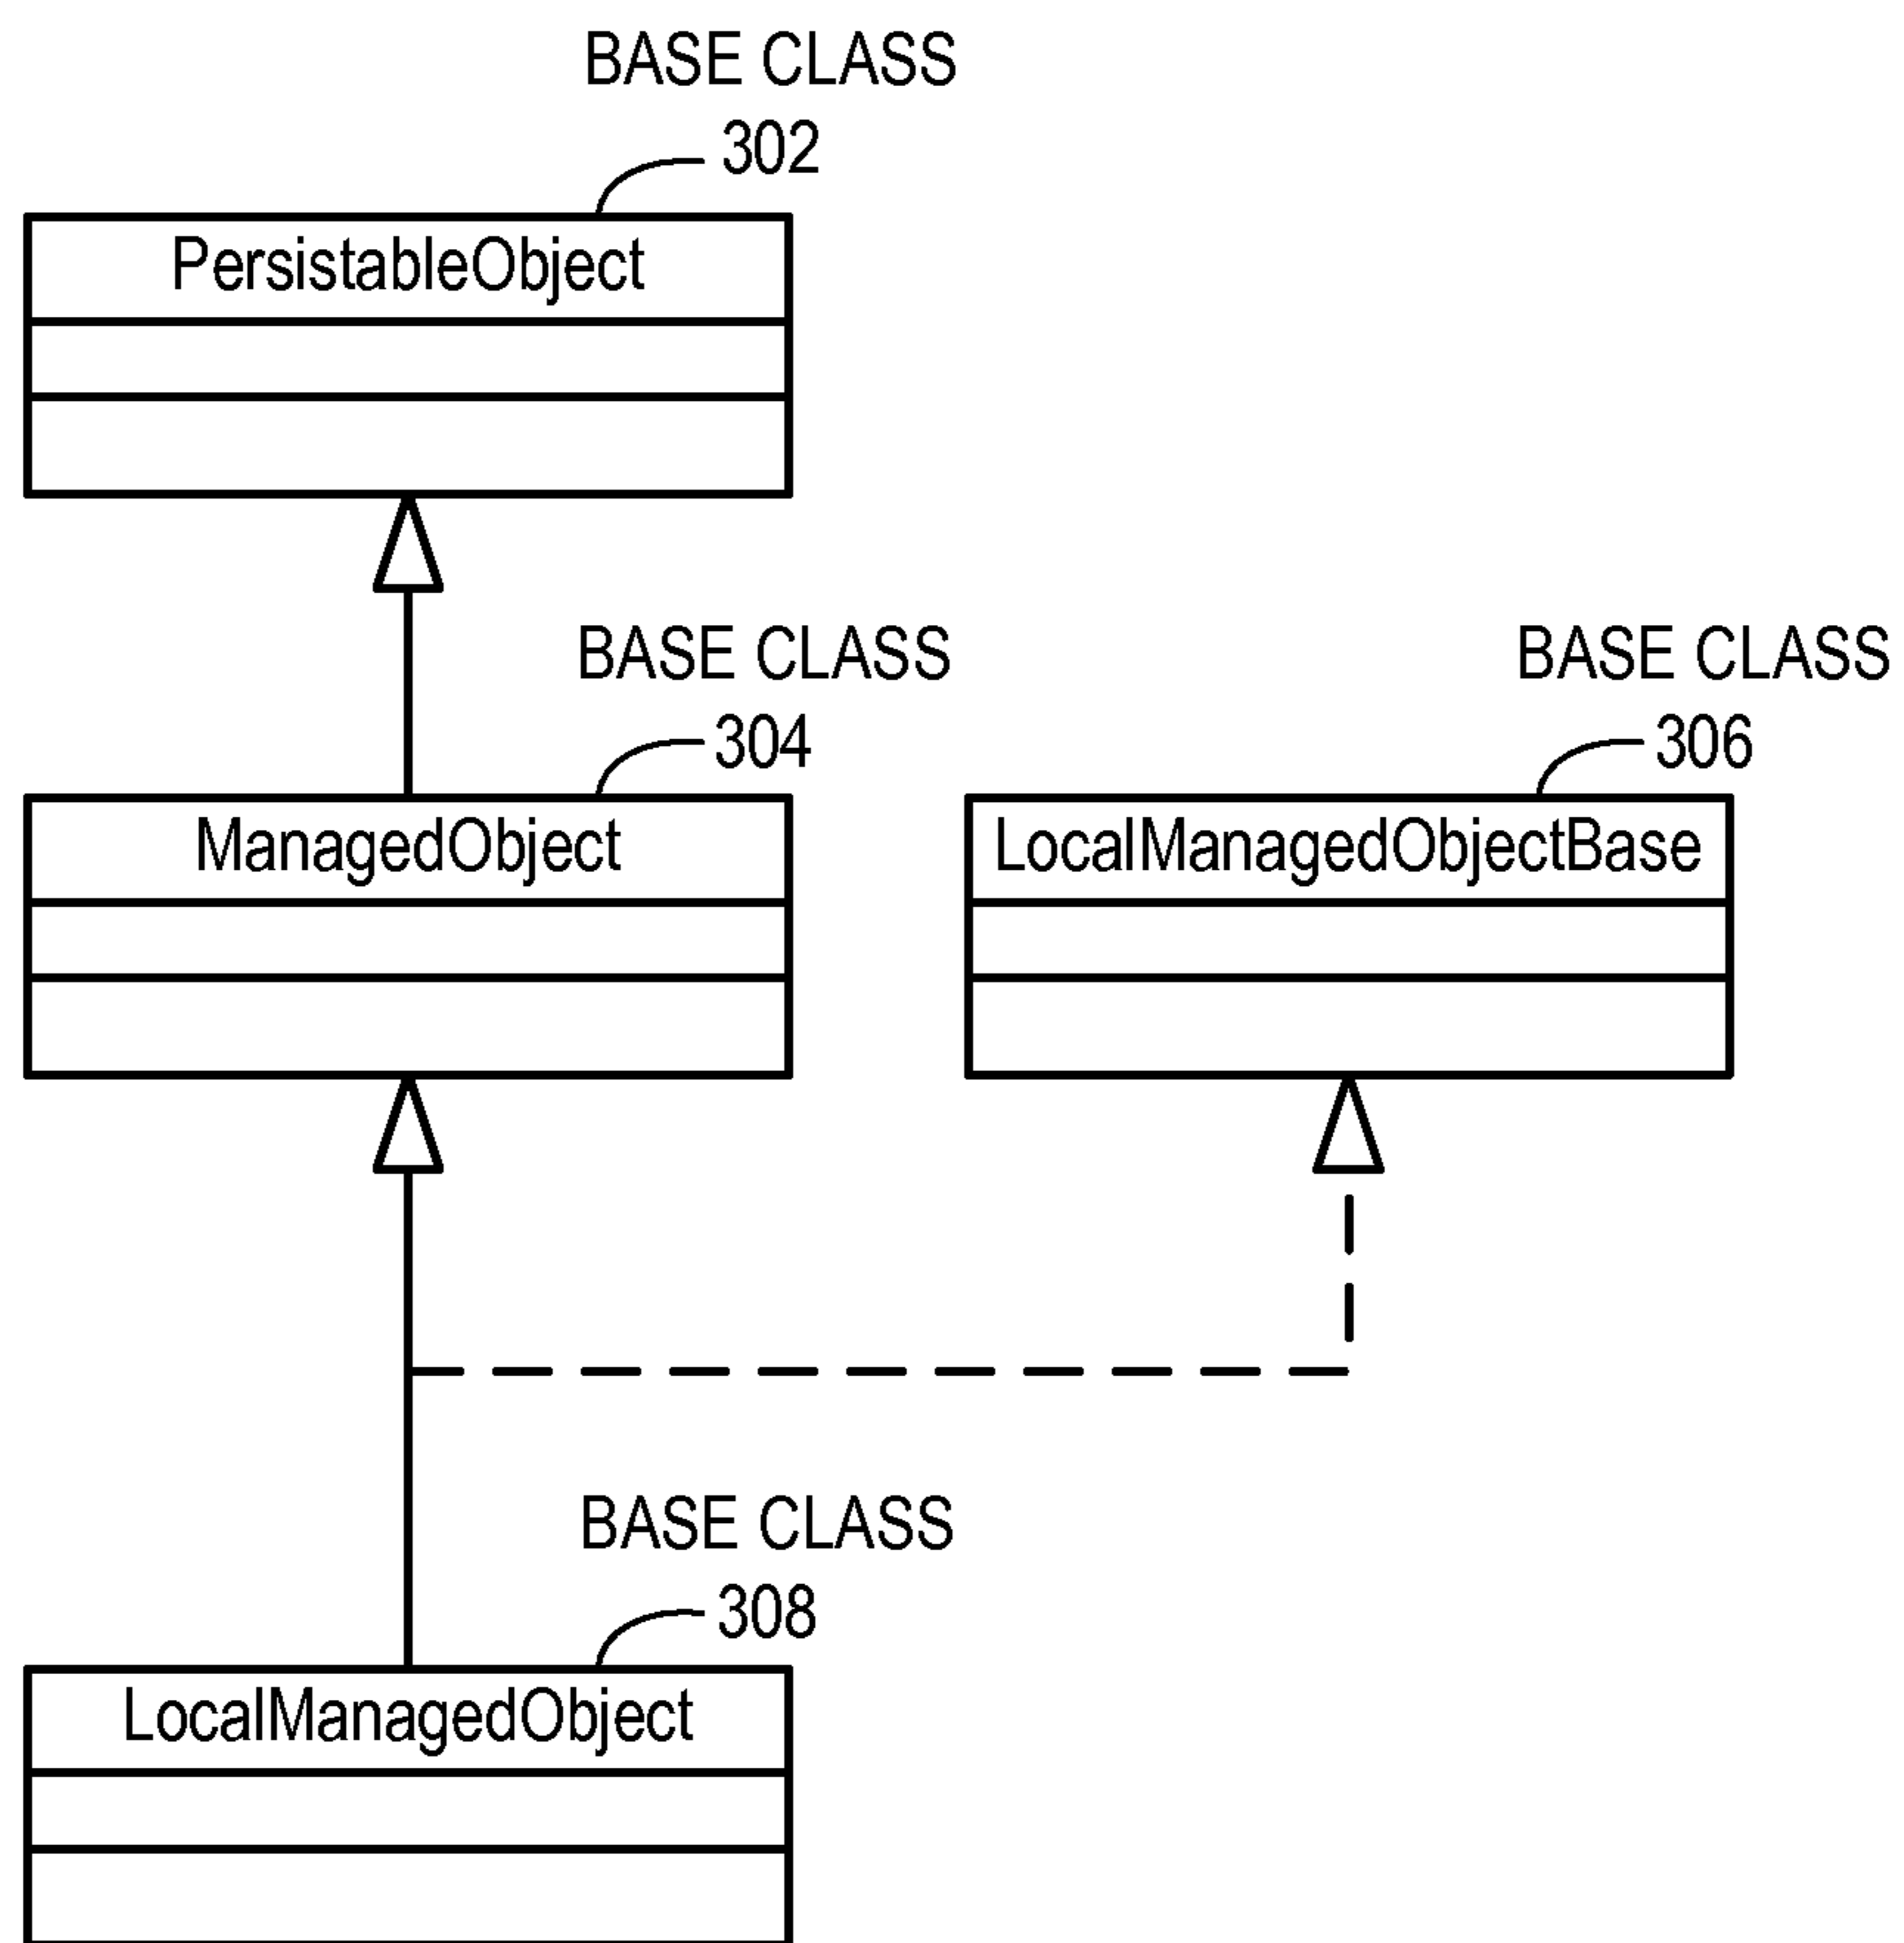 BASE CLASS
302
PersistableObject
BASE CLASS
304
ManagedObject
BASE CLASS
306
LocalManagedObjectBase
BASE CLASS
308
LocalManagedObject